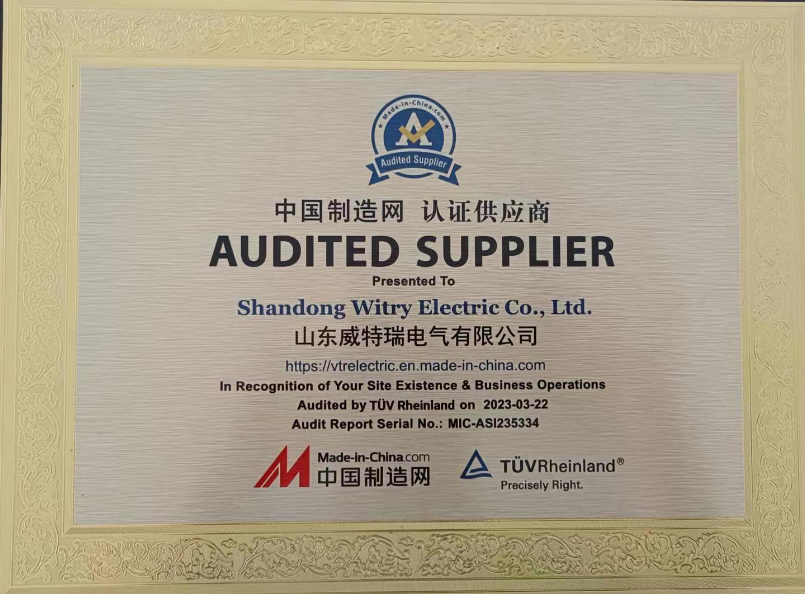 Made-in-China.com
Audited Supplier
中国制造网 认证供应商
AUDITED SUPPLIER
Presented To
Shandong Witry Electric Co., Ltd.
山东威特瑞电气有限公司
https://vtrelectric.en.made-in-china.com
In Recognition of Your Site Existence & Business Operations
Audited by TÜV Rheinland on 2023-03-22
Audit Report Serial No.: MIC-ASI235334
Made-in-China.com
中国制造网
TÜVRheinland®
Precisely Right.